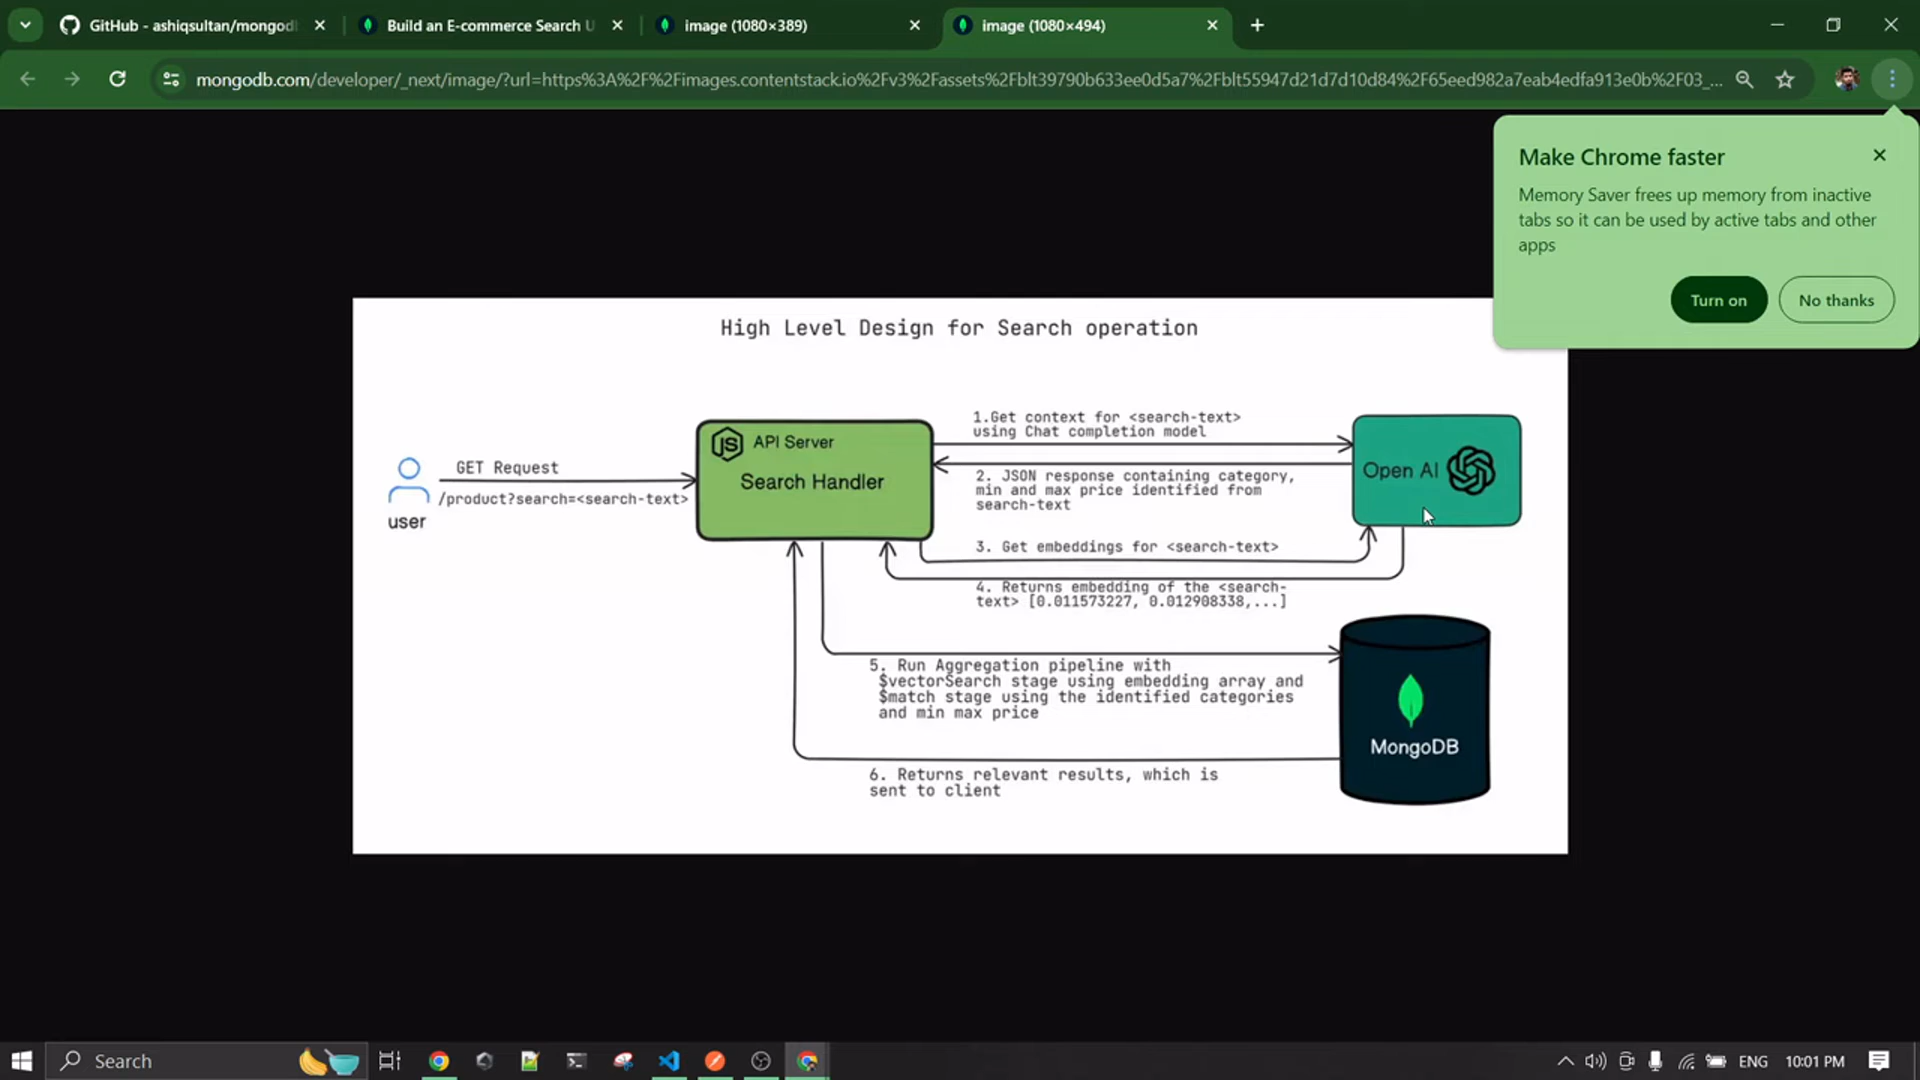 GitHub - ashiqsultan/mongod
Build an E-commerce Search U
image (1080×389)
image (1080×494)
mongodb.com/developer/_next/image/?url=https%3A%2F%2Fimages.contentstack.io%2Fv3%2Fassets%2Fblt39790b633ee0d5a7%2Fblt55947d21d7d10d84%2F65eed982a7eab4edfa913e0b%2F03_...
Make Chrome faster
Memory Saver frees up memory from inactive
tabs so it can be used by active tabs and other
apps
Turn on
No thanks
High Level Design for Search operation
user
GET Request
/product?search=<search-text>
JS API Server
Search Handler
1.Get context for <search-text>
using Chat completion model
2. JSON response containing category,
min and max price identified from
search-text
Open AI
3. Get embeddings for <search-text>
4. Returns embedding of the <search-
text> [0.011573227, 0.012908338,...]
5. Run Aggregation pipeline with
$vectorSearch stage using embedding array and
$match stage using the identified categories
and min max price
MongoDB
6. Returns relevant results, which is
sent to client
Search
ENG
10:01 PM